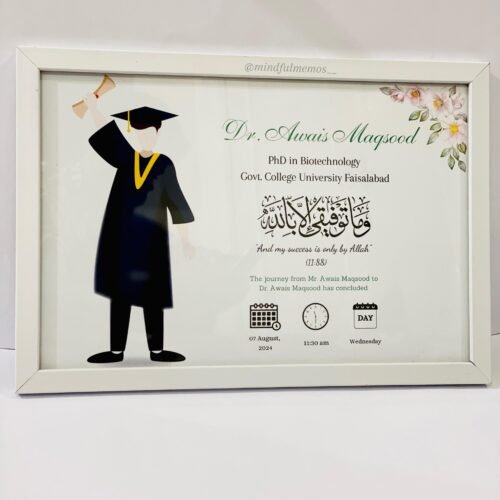 @mindfulmemos__
Dr. Awais Maqsood
PhD in Biotechnology
Govt. College University Faisalabad
وَمَا تَوْفِيقِي إِلَّا بِاللَّهِ
"And my success is only by Allah"
(11-88)
The journey from Mr. Awais Maqsood to
Dr. Awais Maqsood has concluded
DAY
07 August,
2024
11:30 am
Wednesday